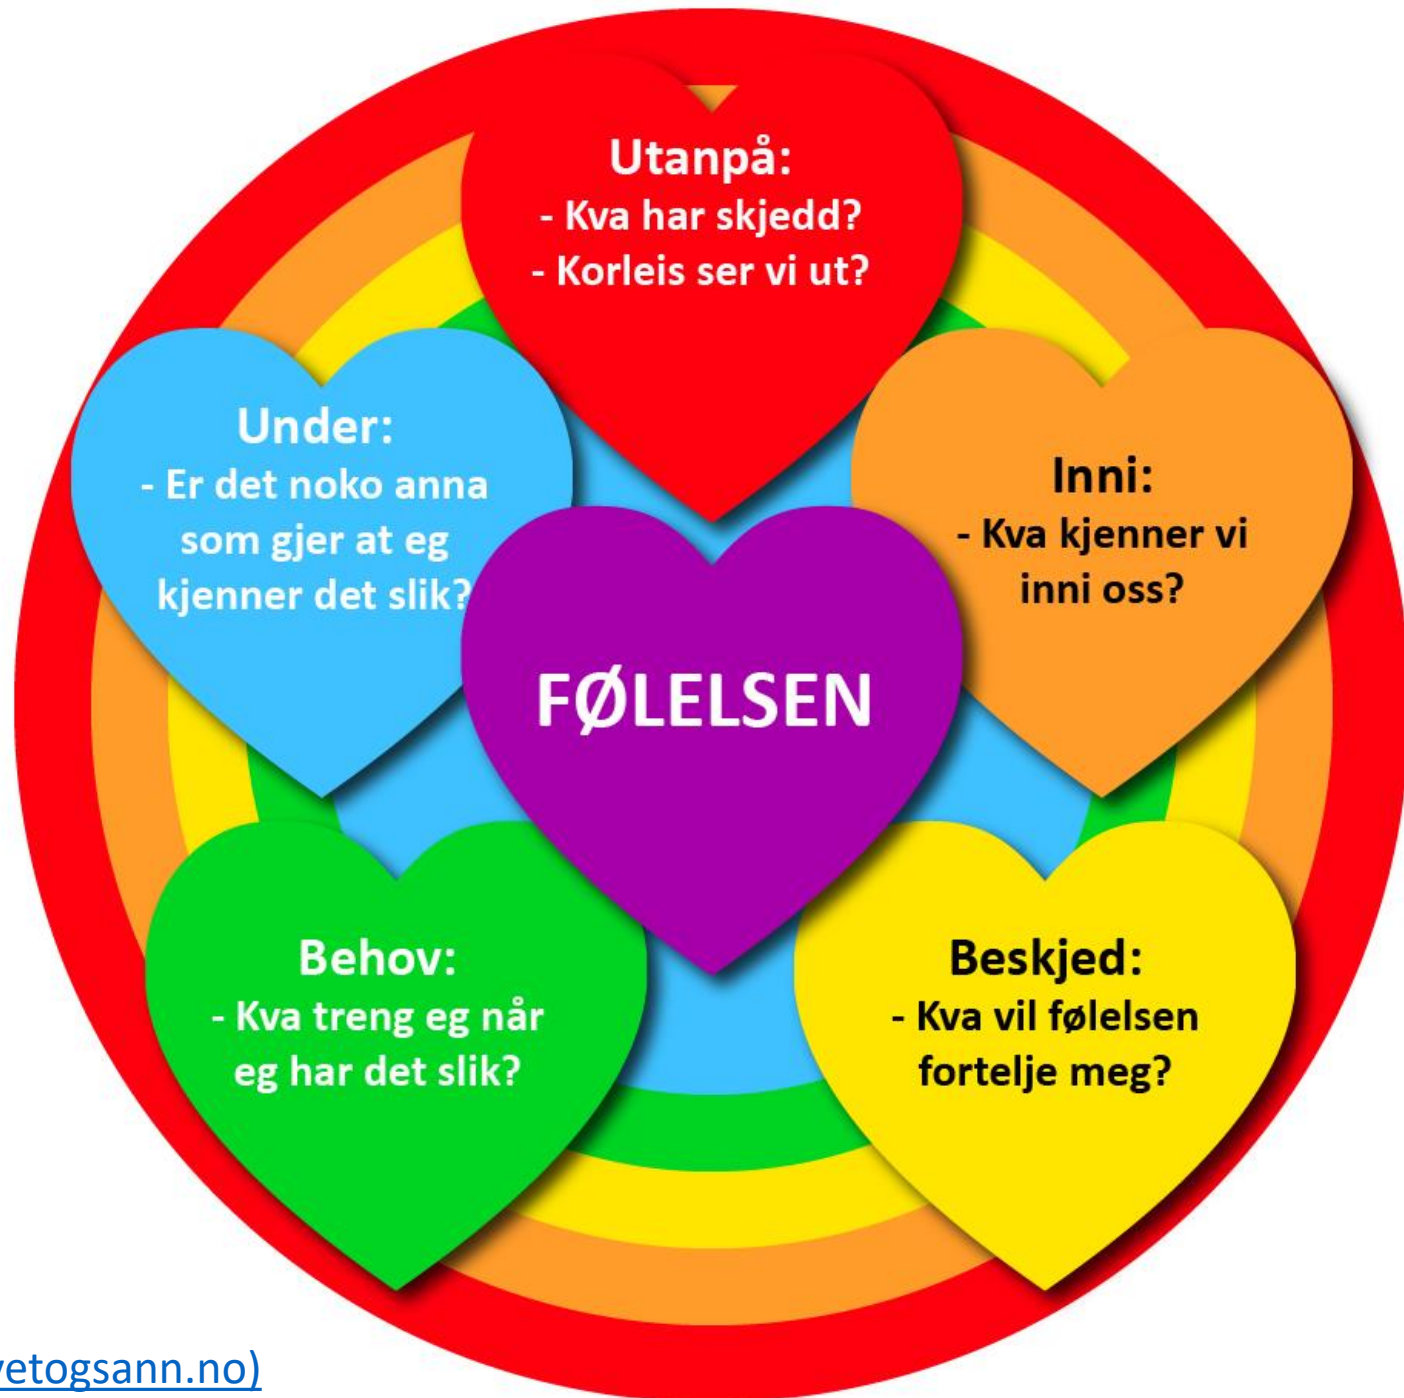 Utanpå:
- Kva har skjedd?
- Korleis ser vi ut?
Inni:
- Kva kjenner vi
inni oss?
Beskjed:
- Kva vil følelsen
fortelje meg?
Behov:
- Kva treng eg når
eg har det slik?
Under:
- Er det noko anna
som gjer at eg
kjenner det slik?
FØLELSEN
vetogsann.no)